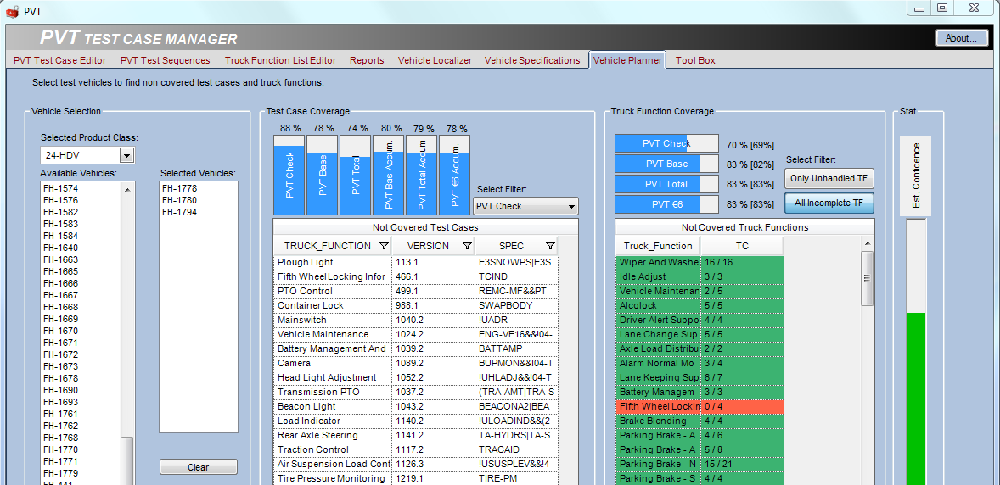 PVT
PVT TEST CASE MANAGER
About...
PVT Test Case Editor PVT Test Sequences Truck Function List Editor Reports Vehicle Localizer Vehicle Specifications Vehicle Planner Tool Box
Select test vehicles to find non covered test cases and truck functions.
Vehicle Selection
Selected Product Class:
24-HDV
Available Vehicles:
FH-1574
FH-1576
FH-1582
FH-1583
FH-1584
FH-1640
FH-1663
FH-1665
FH-1666
FH-1667
FH-1668
FH-1669
FH-1670
FH-1671
FH-1672
FH-1673
FH-1678
FH-1690
FH-1693
FH-1761
FH-1762
FH-1768
FH-1770
FH-1771
FH-1779
FH-441
Selected Vehicles:
FH-1778
FH-1780
FH-1794
Clear
Test Case Coverage
88 % 78 % 74 % 80 % 79 % 78 %
PVT Check
PVT Base
PVT Total
PVT Bas Accum.
PVT Total Accum
PVT €6 Accum.
Select Filter:
PVT Check
Not Covered Test Cases
TRUCK_FUNCTION VERSION SPEC
Plough Light 113.1 E3SNOWPS|E3S
Fifth WheelLocking Infor 466.1 TCIND
PTO Control 499.1 REMC-MF&&PT
Container Lock 988.1 SWAPBODY
Mainswitch 1040.2 !UADR
Vehicle Maintenance 1024.2 ENG-VE16&&!04-
Battery Management And 1039.2 BATTAMP
Camera 1089.2 BUPMON&&!04-T
Head Light Adjustment 1052.2 !UHLADJ&&!04-T
Transmission PTO 1037.2 (TRA-AMT|TRA-S
Beacon Light 1043.2 BEACONA2|BEA
Load Indicator 1140.2 !ULOADIND&&(2
Rear Axle Steering 1141.2 TA-HYDRS|TA-S
Traction Control 1117.2 TRACAID
Air Suspension Load Cont 1126.3 !USUSPLEV&&!4
Tire Pressure Monitoring 1219.1 TIRE-PM
Truck Function Coverage
PVT Check 70 % [69%]
PVT Base 83 % [82%]
PVT Total 83 % [83%]
PVT €6 83 % [83%]
Select Filter:
Only Unhandled TF
All Incomplete TF
Not Covered Truck Functions
Truck_Function TC
Wiper And Washe 16 / 16
Idle Adjust 3 / 3
Vehicle Maintenan 2 / 5
Alcolock 5 / 5
Driver Alert Suppo 4 / 4
Lane Change Sup 5 / 5
Axle Load Distribu 2 / 2
Alarm Normal Mo 3 / 4
Lane Keeping Sup 6 / 7
Battery Managem 3 / 3
Fifth Wheel Lockin 0 / 4
Brake Blending 4 / 4
Parking Brake - A 4 / 6
Parking Brake - A 5 / 8
Parking Brake - N 15 / 21
Parking Brake - S 4 / 4
Stat
Est. Confidence